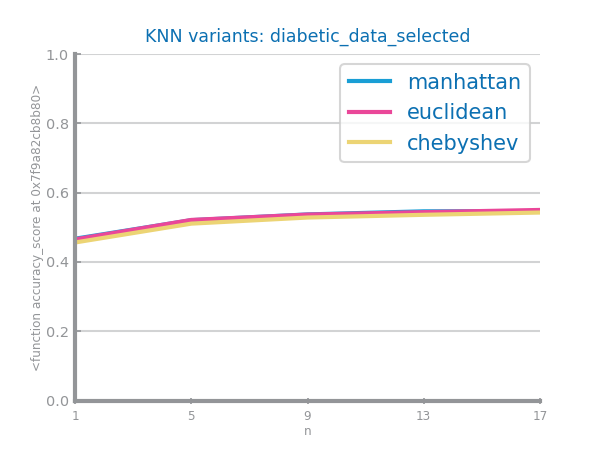 KNN variants: diabetic_data_selected
<function accuracy_score at 0x7f9a82cb8b80>
1.0
0.8
0.6
0.4
0.2
0.0
manhattan
euclidean
chebyshev
1 5 9 13 17
n